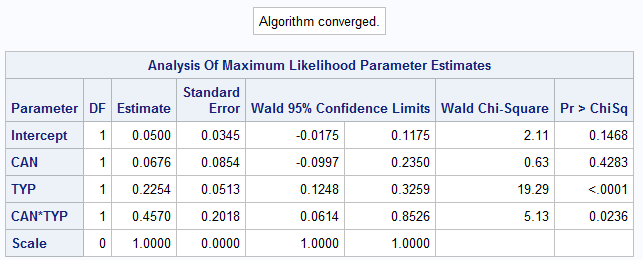 Algorithm converged.
Analysis Of Maximum Likelihood Parameter Estimates
Parameter DF Estimate Standard Error Wald 95% Confidence Limits Wald Chi-Square Pr > ChiSq
Intercept 1 0.0500 0.0345 -0.0175 0.1175 2.11 0.1468
CAN 1 0.0676 0.0854 -0.0997 0.2350 0.63 0.4283
TYP 1 0.2254 0.0513 0.1248 0.3259 19.29 <.0001
CAN*TYP 1 0.4570 0.2018 0.0614 0.8526 5.13 0.0236
Scale 0 1.0000 0.0000 1.0000 1.0000